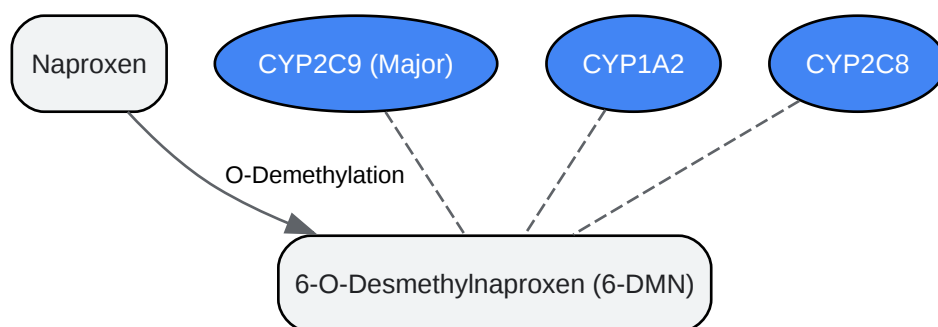 Naproxen
CYP2C9 (Major)
CYP1A2
CYP2C8
O-Demethylation
6-O-Desmethylnaproxen (6-DMN)